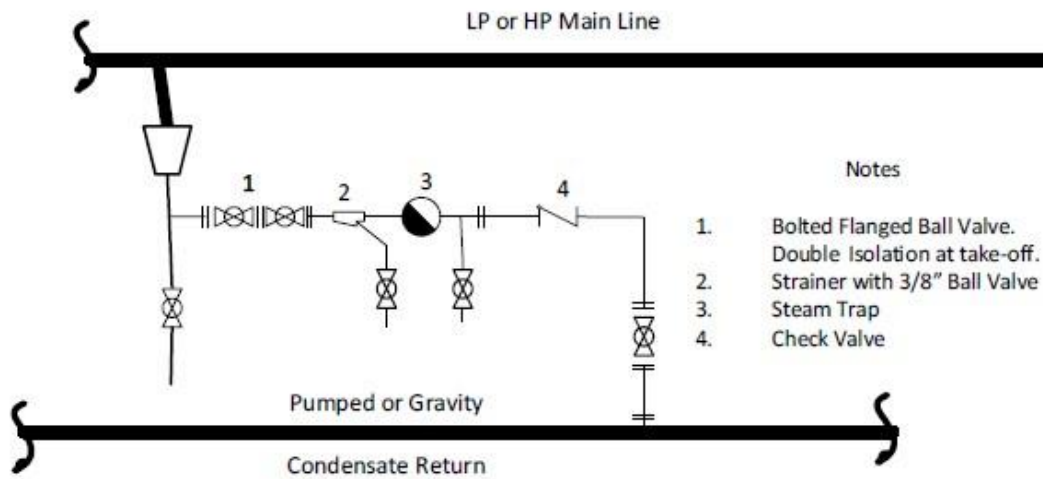 LP or HP Main Line
1
2
3
4
Notes
1. Bolted Flanged Ball Valve.
Double Isolation at take-off.
2. Strainer with 3/8” Ball Valve
3. Steam Trap
4. Check Valve
Pumped or Gravity
Condensate Return